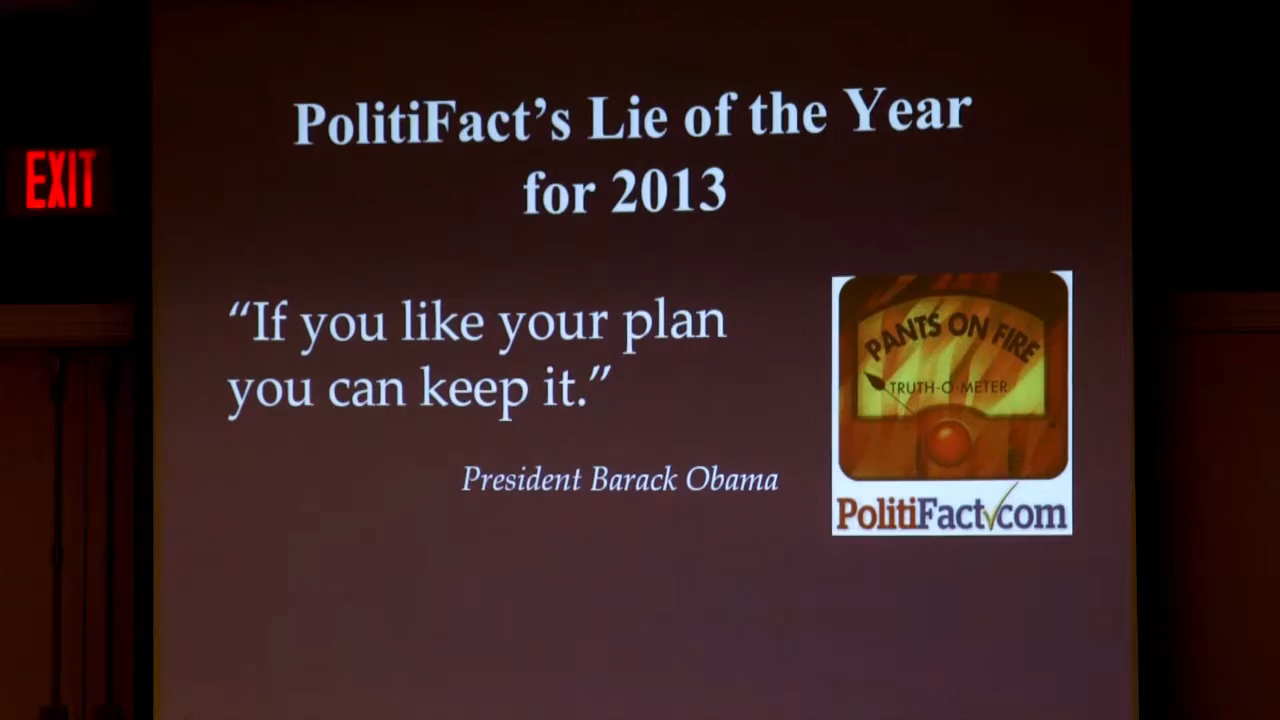 PolitiFact's Lie of the Year
for 2013
EXIT
“If you like your plan
you can keep it.”
President Barack Obama
PANTS ON FIRE
TRUTH-O-METER
PolitiFact.com